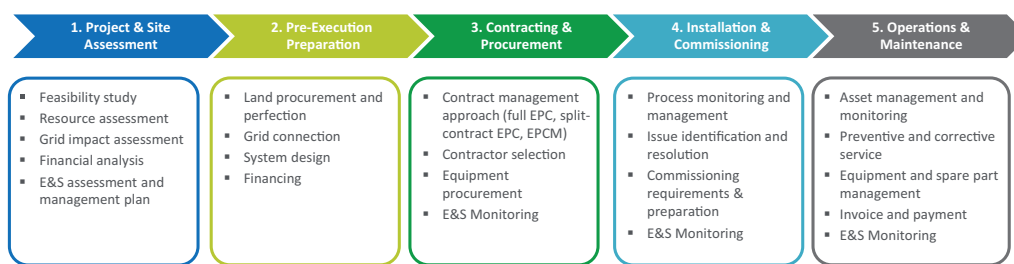 1. Project & Site
Assessment
2. Pre-Execution
Preparation
3. Contracting &
Procurement
4. Installation &
Commissioning
5. Operations &
Maintenance
▪ Feasibility study
▪ Resource assessment
▪ Grid impact assessment
▪ Financial analysis
▪ E&S assessment and
management plan
▪ Land procurement and
perfection
▪ Grid connection
▪ System design
▪ Financing
▪ Contract management
approach (full EPC, split-
contract EPC, EPCM)
▪ Contractor selection
▪ Equipment
procurement
▪ E&S Monitoring
▪ Process monitoring and
management
▪ Issue identification and
resolution
▪ Commissioning
requirements &
preparation
▪ E&S Monitoring
▪ Asset management and
monitoring
▪ Preventive and corrective
service
▪ Equipment and spare part
management
▪ Invoice and payment
▪ E&S Monitoring